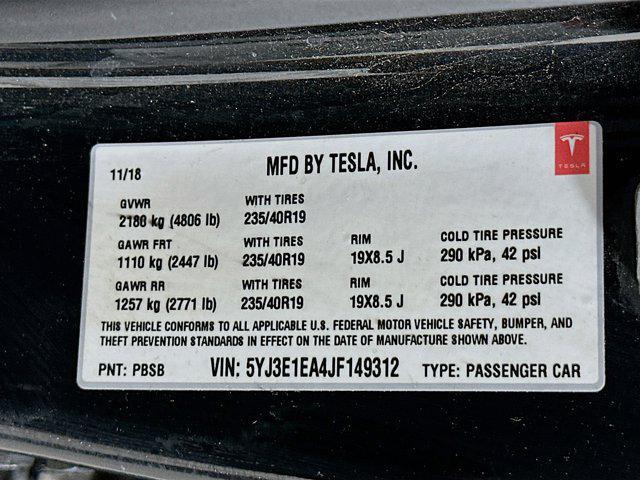 11/18 MFD BY TESLA, INC.
TESLA
GVWR WITH TIRES
2180 kg (4806 lb) 235/40R19
GAWR FRT WITH TIRES RIM COLD TIRE PRESSURE
1110 kg (2447 lb) 235/40R19 19X8.5 J 290 kPa, 42 psi
GAWR RR WITH TIRES RIM COLD TIRE PRESSURE
1257 kg (2771 lb) 235/40R19 19X8.5 J 290 kPa, 42 psi
THIS VEHICLE CONFORMS TO ALL APPLICABLE U.S. FEDERAL MOTOR VEHICLE SAFETY, BUMPER, AND
THEFT PREVENTION STANDARDS IN EFFECT ON THE DATE OF MANUFACTURE SHOWN ABOVE.
PNT: PBSB VIN: 5YJ3E1EA4JF149312 TYPE: PASSENGER CAR